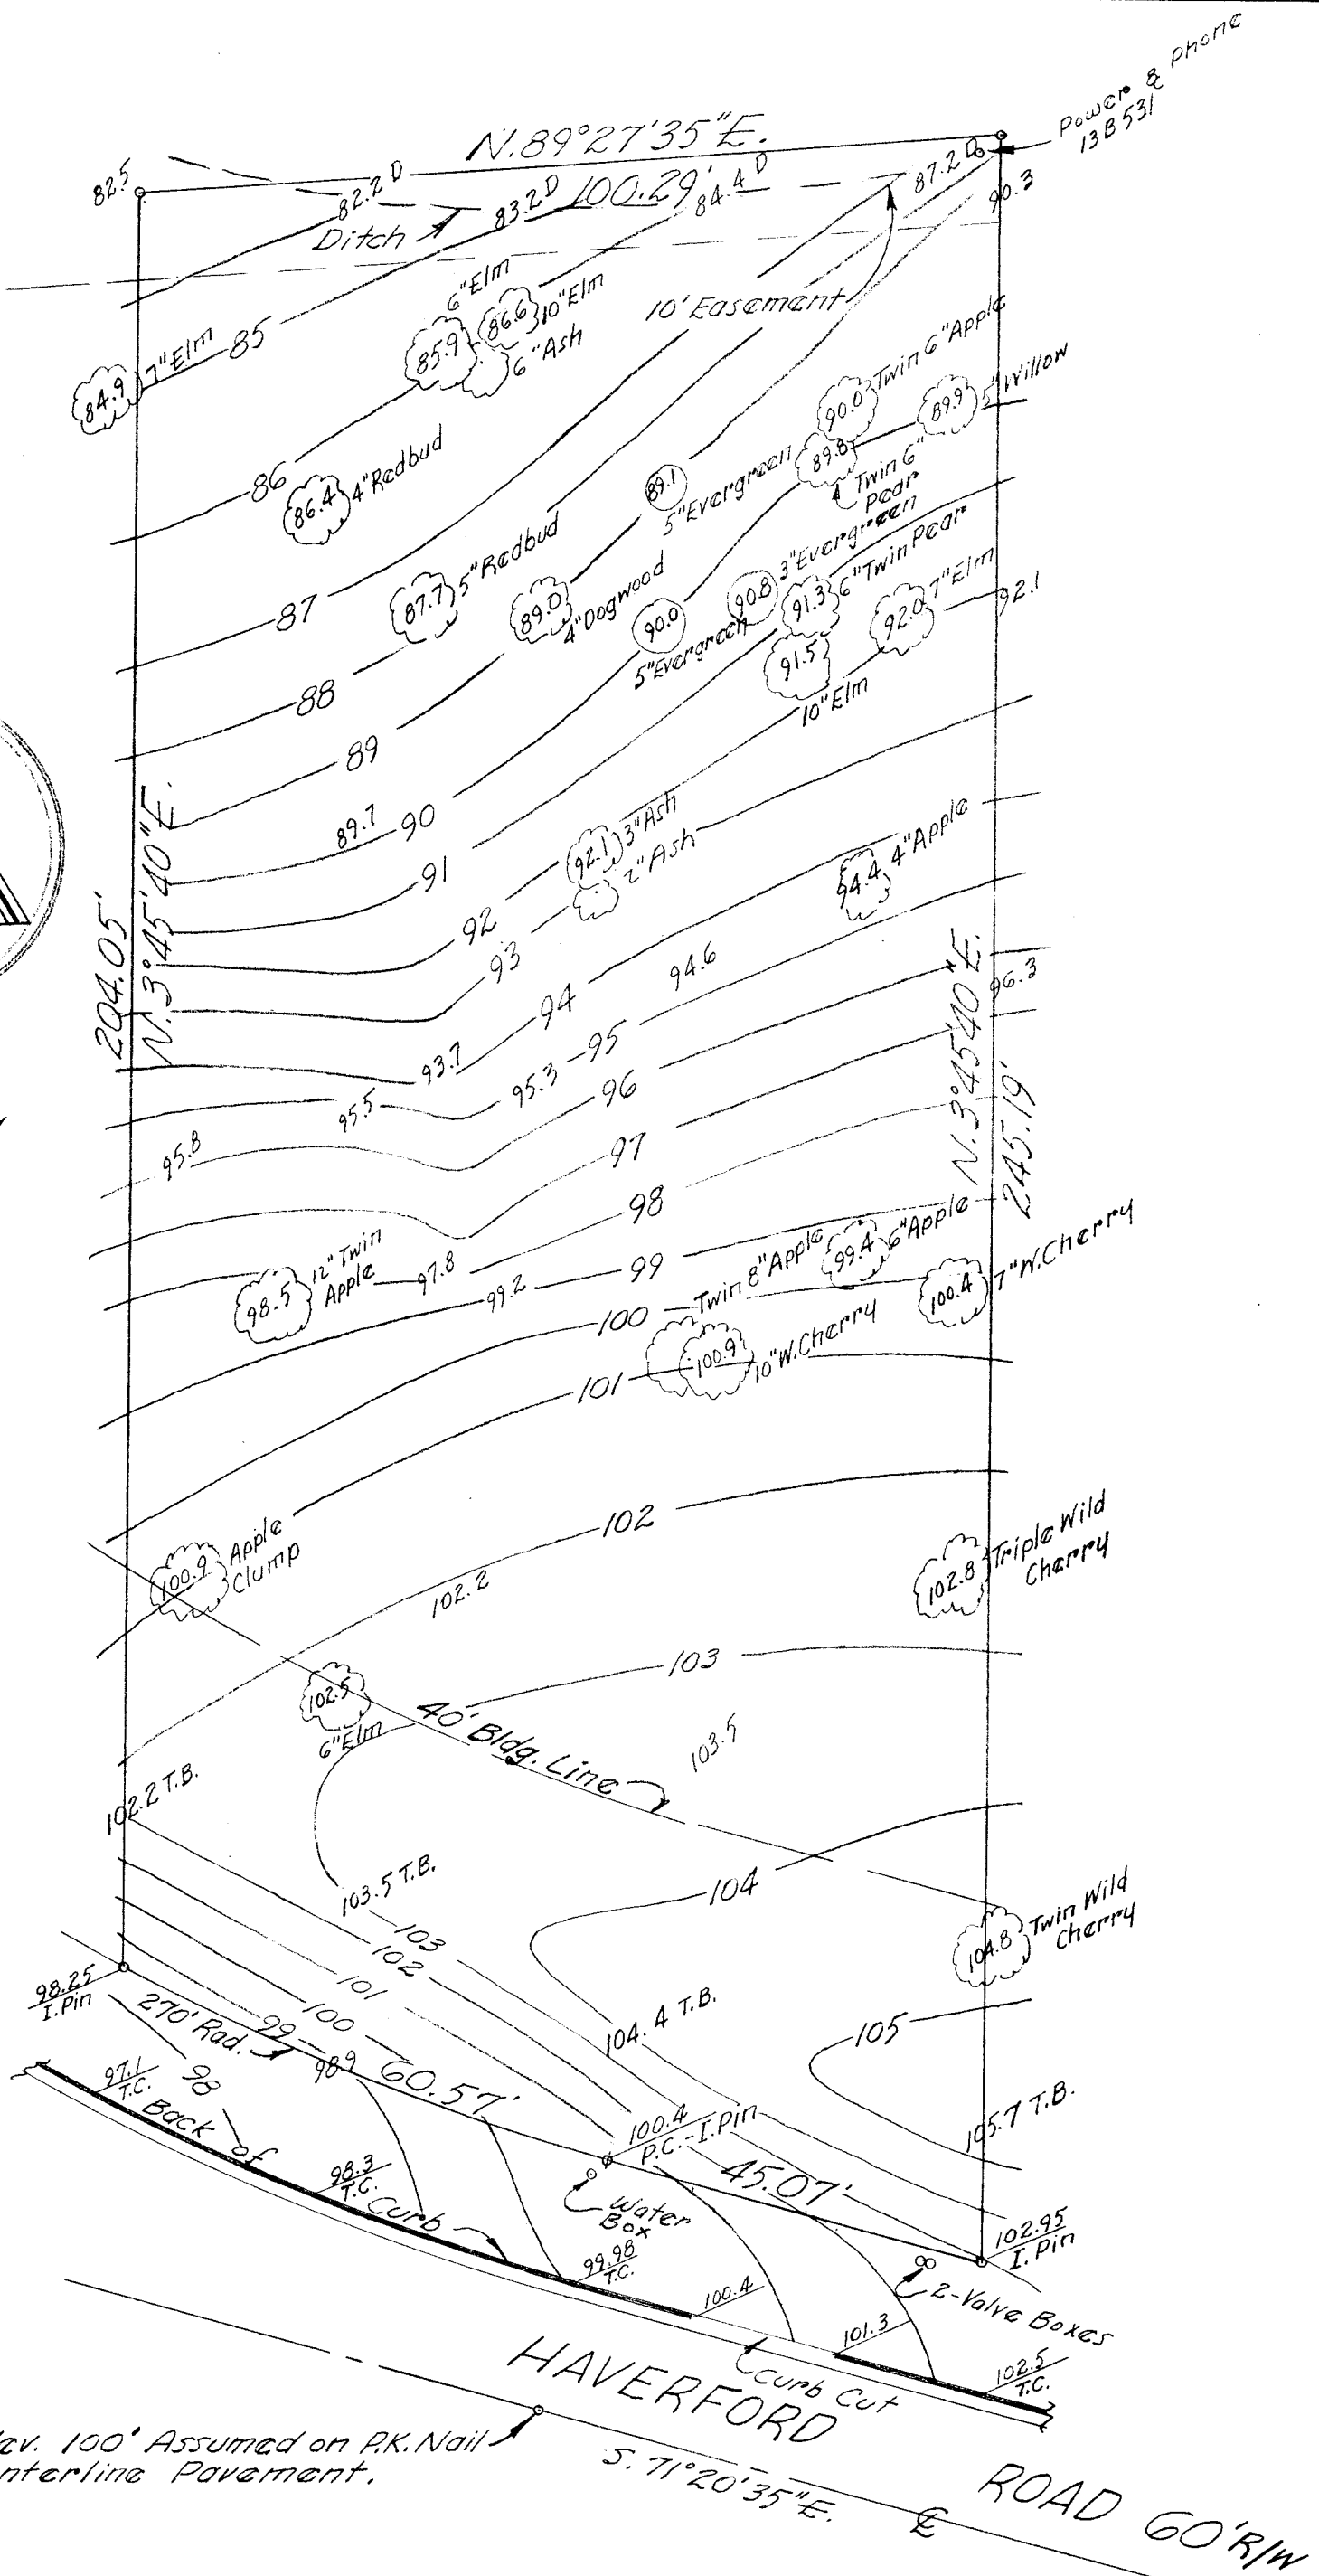 Power & Phone
13B531
N.89°27'35"E.
100.29'
82.5
82.2 D
83.2 D
84.4 D
87.2 D
90.3
Ditch
10' Easement
6"Elm
86.6
10"Elm
85.9
6"Ash
84.9
7"Elm
85
90.0
Twin 6"Apple
89.9
5"Willow
89.8
Twin 6"
Pear
86
86.4
4"Redbud
89.1
5"Evergreen
87
87.7
5"Redbud
89.0
4"Dogwood
90.0
5"Evergreen
90.8
3"Evergreen
91.3
6"Twin Pear
91.5
10"Elm
92.0
7"Elm
92.1
88
89
89.7
90
91
92.1
3"Ash
2"Ash
94.4
4"Apple
92
93
94
94.6
204.05'
N.3°45'40"E.
N.3°45'40"E.
245.19'
96.3
93.7
95.3
95
95.5
96
95.8
97
98
98.5
12"Twin
Apple
97.8
99.2
99
Twin 8"Apple
99.4
6"Apple
100.4
7"W.Cherry
100
100.9
10"W.Cherry
101
102
102.2
100.9
Apple
Clump
102.8
Triple Wild
Cherry
103
102.5
6"Elm
40' Bldg. Line
103.5
102.2 T.B.
103.5 T.B.
104
104.8
Twin Wild
Cherry
103
102
101
100
99
98
98.25
I.Pin
270' Rad.
98.9
60.57'
104.4 T.B.
105
105.7 T.B.
97.1
T.C.
Back of Curb
98.3
T.C.
100.4
P.C.-I.Pin
45.07'
Water
Box
99.98
T.C.
100.4
102.95
I.Pin
2-Valve Boxes
101.3
102.5
T.C.
Curb Cut
HAVERFORD ROAD 60'R/W
S.71°20'35"E.
℄
ev. 100' Assumed on P.K.Nail
nterline Pavement.